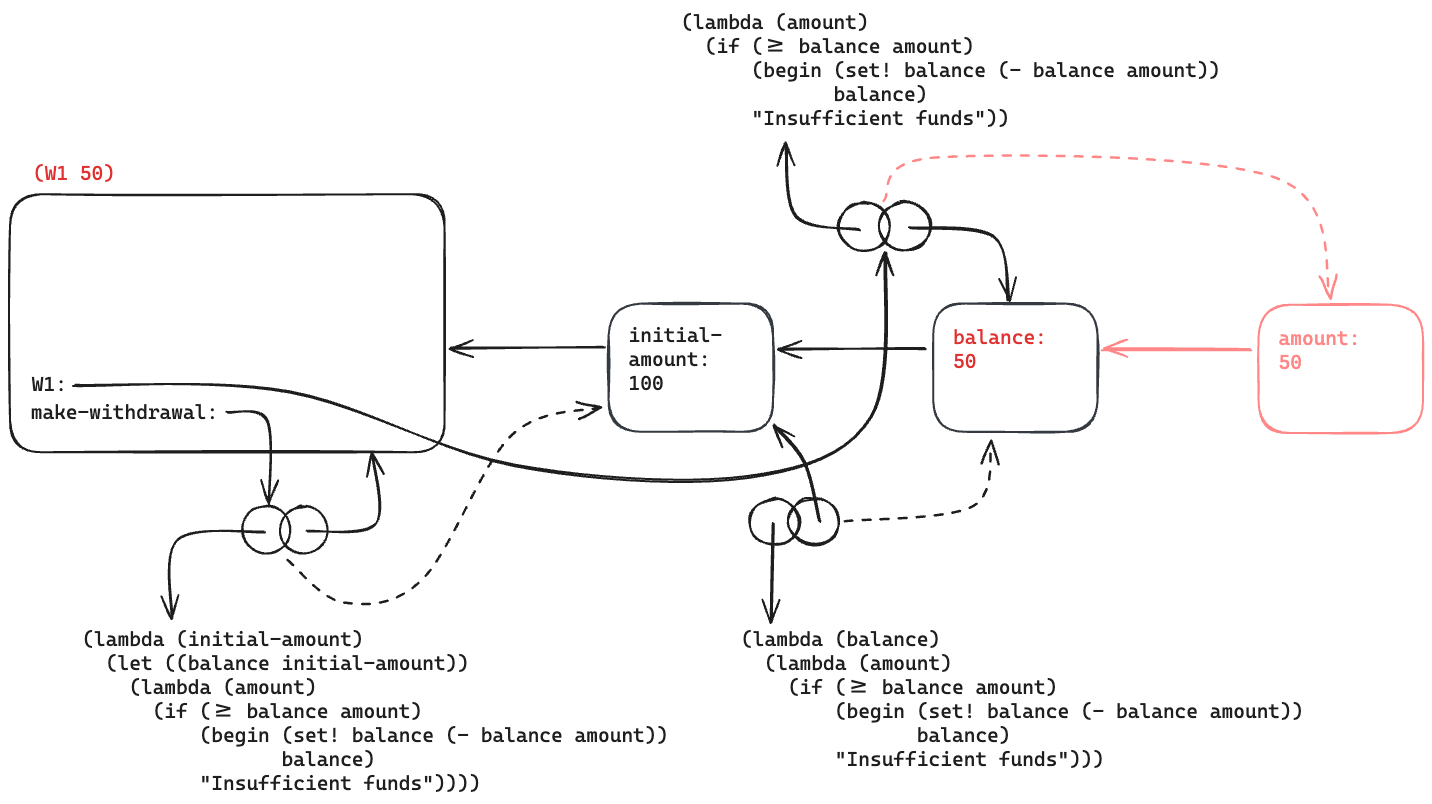 (lambda (amount)
  (if (≥ balance amount)
      (begin (set! balance (- balance amount))
             balance)
      "Insufficient funds"))
(W1 50)
initial-
amount:
100
balance:
50
amount:
50
W1:
make-withdrawal:
(lambda (initial-amount)
  (let ((balance initial-amount))
    (lambda (amount)
      (if (≥ balance amount)
          (begin (set! balance (- balance amount))
                 balance)
          "Insufficient funds"))))
(lambda (balance)
  (lambda (amount)
    (if (≥ balance amount)
        (begin (set! balance (- balance amount))
               balance)
        "Insufficient funds")))